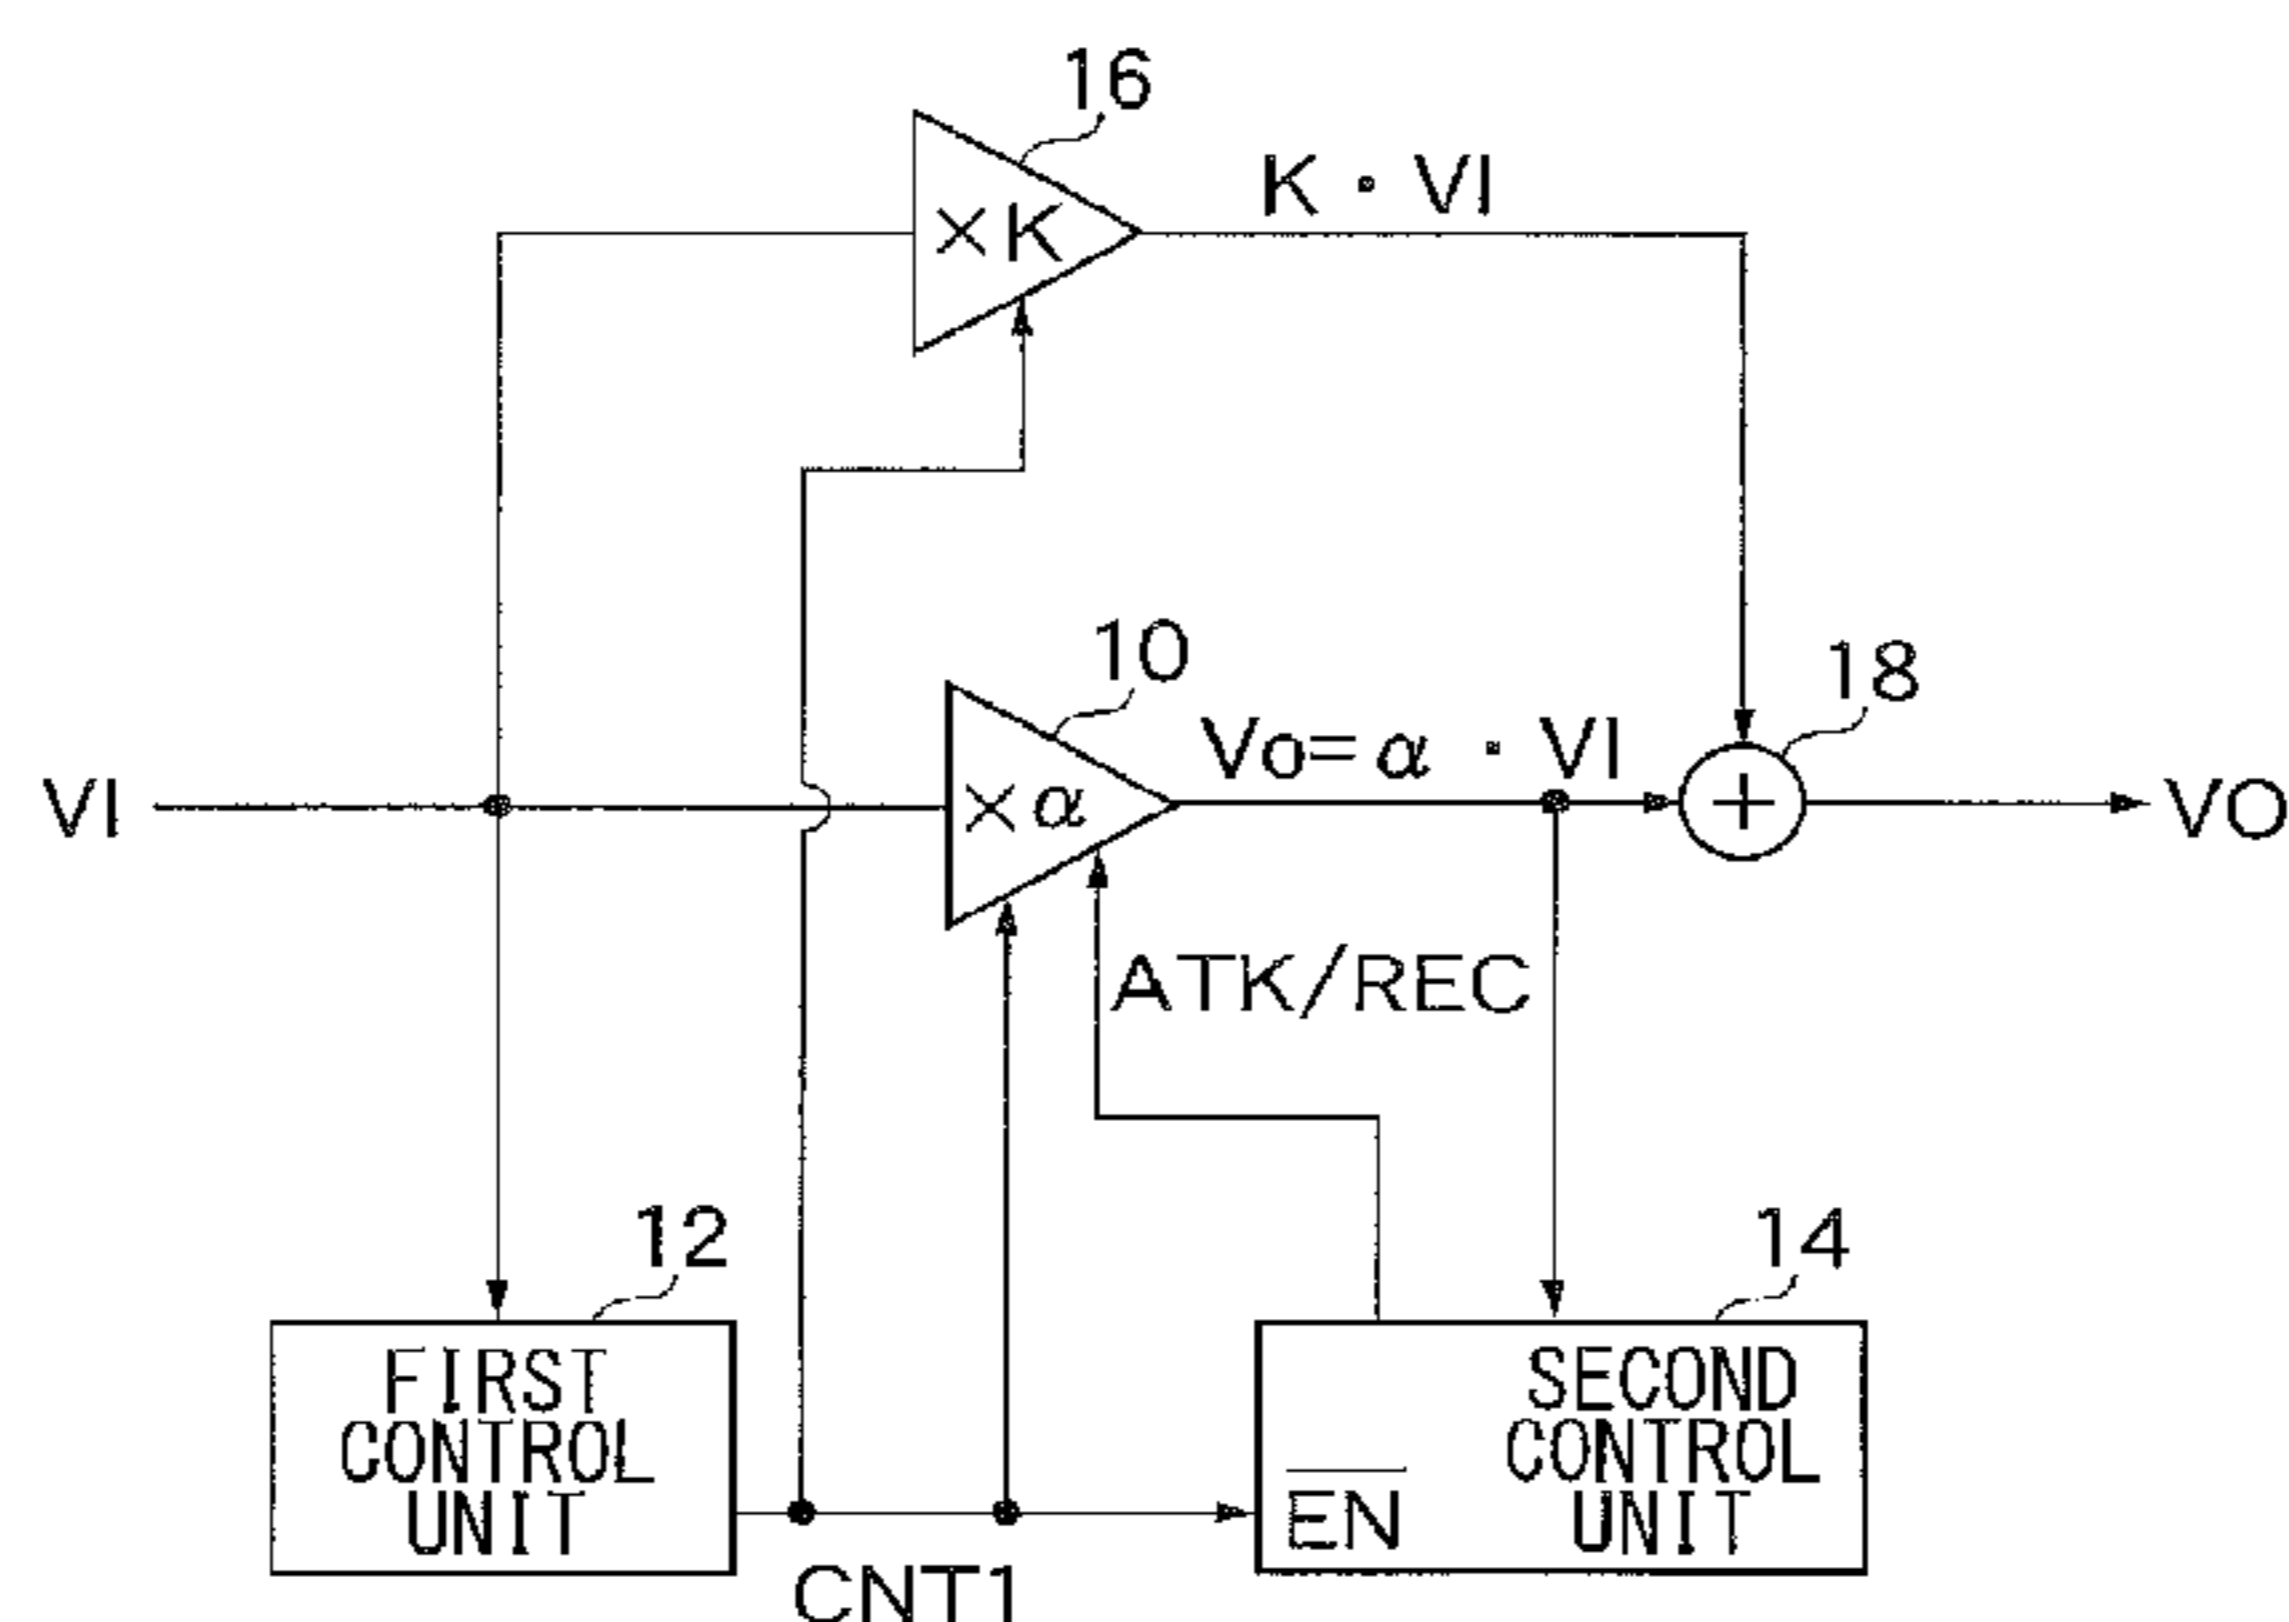 16
×K
K・VI
10
×α
Vo=α・VI
18
VI
VO
ATK/REC
12
14
FIRST
CONTROL
UNIT
SECOND
CONTROL
UNIT
E̅N̅
CNT1